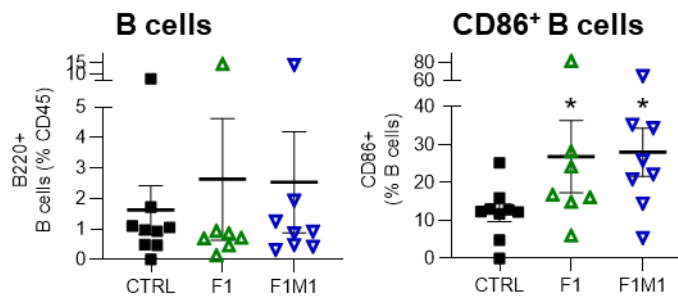 B cells
B220+
B cells (% CD45)
15
10
5
4
3
2
1
0
CTRL
F1
F1M1
CD86⁺ B cells
CD86+
(% B cells)
80
60
40
30
20
10
0
*
*
CTRL
F1
F1M1